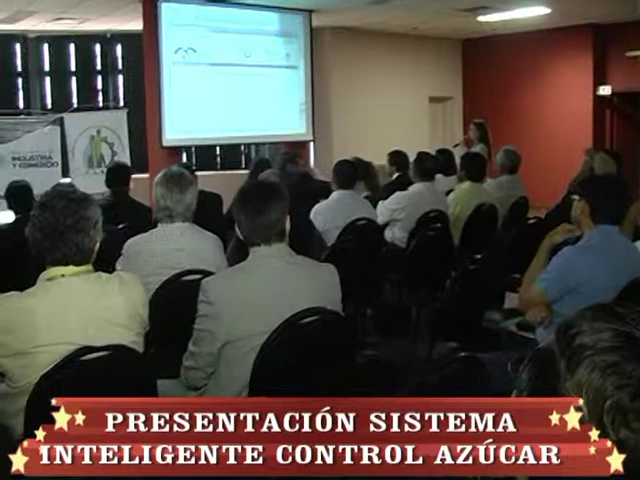 INDUSTRIA
Y COMERCIO
PRESENTACIÓN SISTEMA
INTELIGENTE CONTROL AZÚCAR